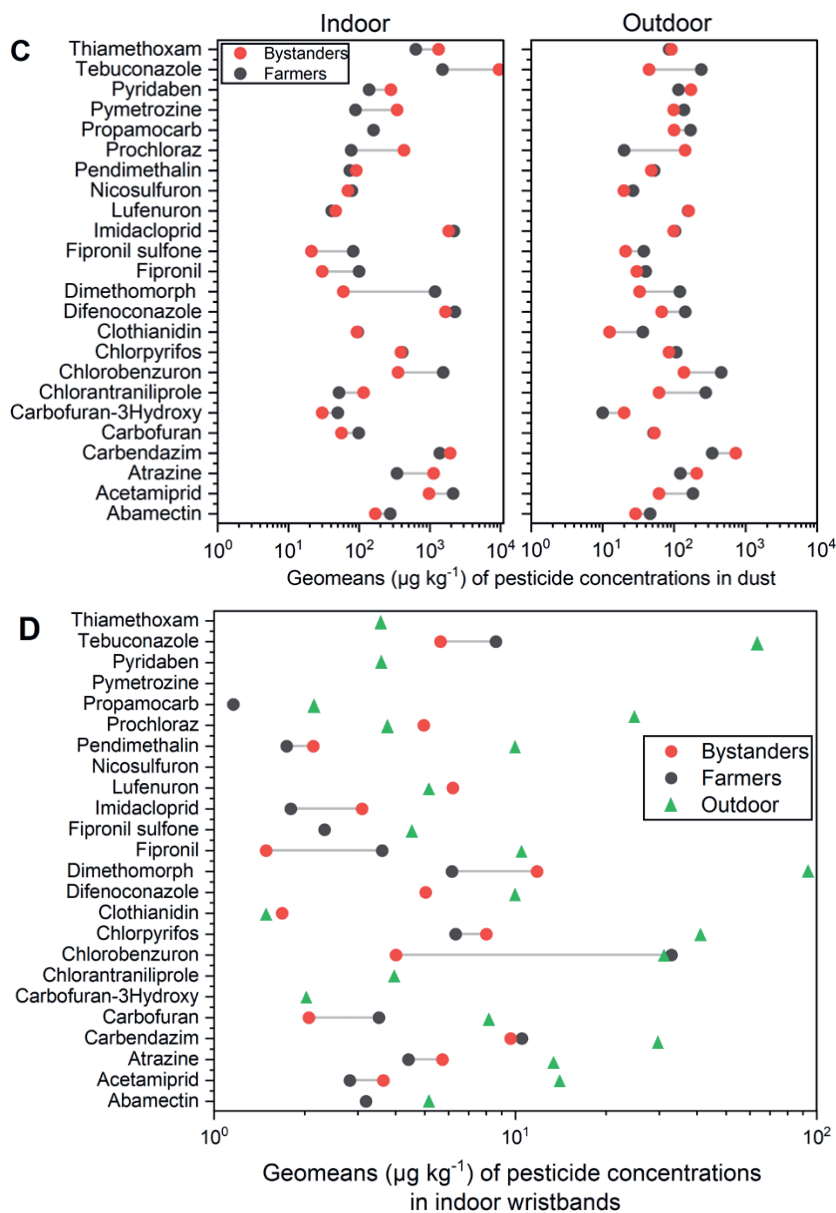 C
Indoor
Outdoor
Bystanders
Farmers
Thiamethoxam
Tebuconazole
Pyridaben
Pymetrozine
Propamocarb
Prochloraz
Pendimethalin
Nicosulfuron
Lufenuron
Imidacloprid
Fipronil sulfone
Fipronil
Dimethomorph
Difenoconazole
Clothianidin
Chlorpyrifos
Chlorobenzuron
Chlorantraniliprole
Carbofuran-3Hydroxy
Carbofuran
Carbendazim
Atrazine
Acetamiprid
Abamectin
10⁰ 10¹ 10² 10³ 10⁴ 10⁰ 10¹ 10² 10³ 10⁴
Geomeans (µg kg⁻¹) of pesticide concentrations in dust
D
Thiamethoxam
Tebuconazole
Pyridaben
Pymetrozine
Propamocarb
Prochloraz
Pendimethalin
Nicosulfuron
Lufenuron
Imidacloprid
Fipronil sulfone
Fipronil
Dimethomorph
Difenoconazole
Clothianidin
Chlorpyrifos
Chlorobenzuron
Chlorantraniliprole
Carbofuran-3Hydroxy
Carbofuran
Carbendazim
Atrazine
Acetamiprid
Abamectin
Bystanders
Farmers
Outdoor
10⁰ 10¹ 10²
Geomeans (µg kg⁻¹) of pesticide concentrations
in indoor wristbands